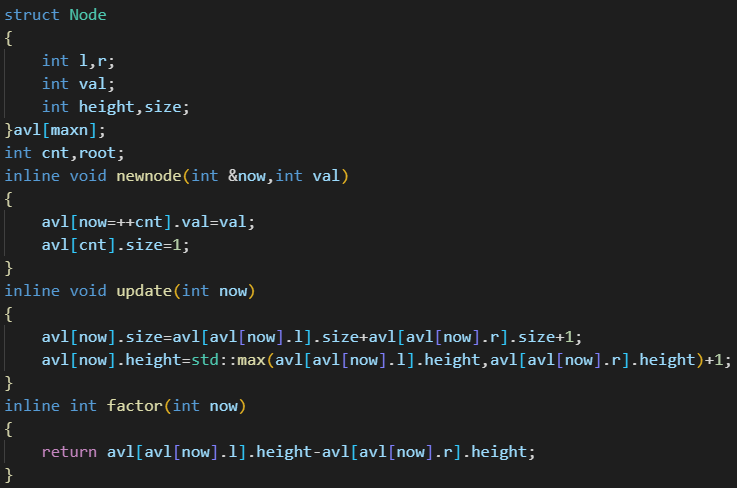 struct Node
{
    int l,r;
    int val;
    int height,size;
}avl[maxn];
int cnt,root;
inline void newnode(int &now,int val)
{
    avl[now=++cnt].val=val;
    avl[cnt].size=1;
}
inline void update(int now)
{
    avl[now].size=avl[avl[now].l].size+avl[avl[now].r].size+1;
    avl[now].height=std::max(avl[avl[now].l].height,avl[avl[now].r].height)+1;
}
inline int factor(int now)
{
    return avl[avl[now].l].height-avl[avl[now].r].height;
}